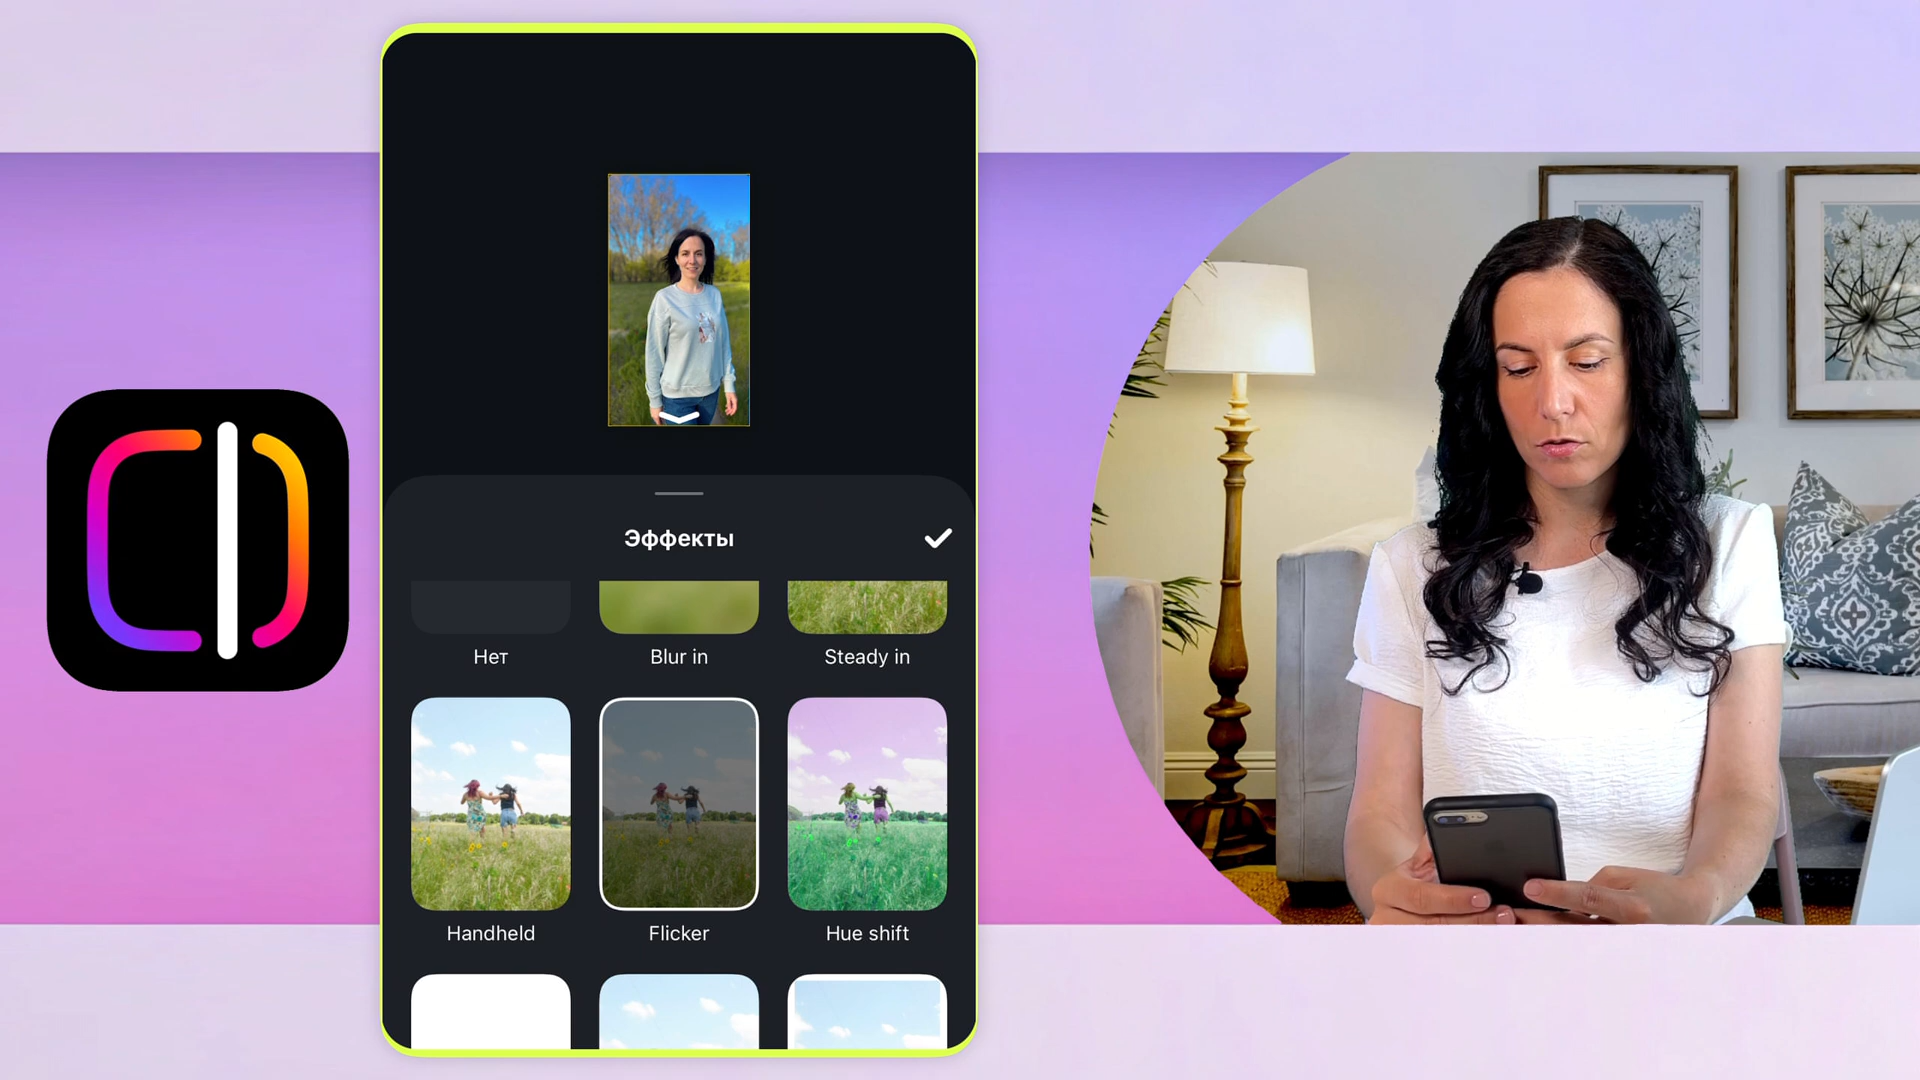 Эффекты
Нет
Blur in
Steady in
Handheld
Flicker
Hue shift